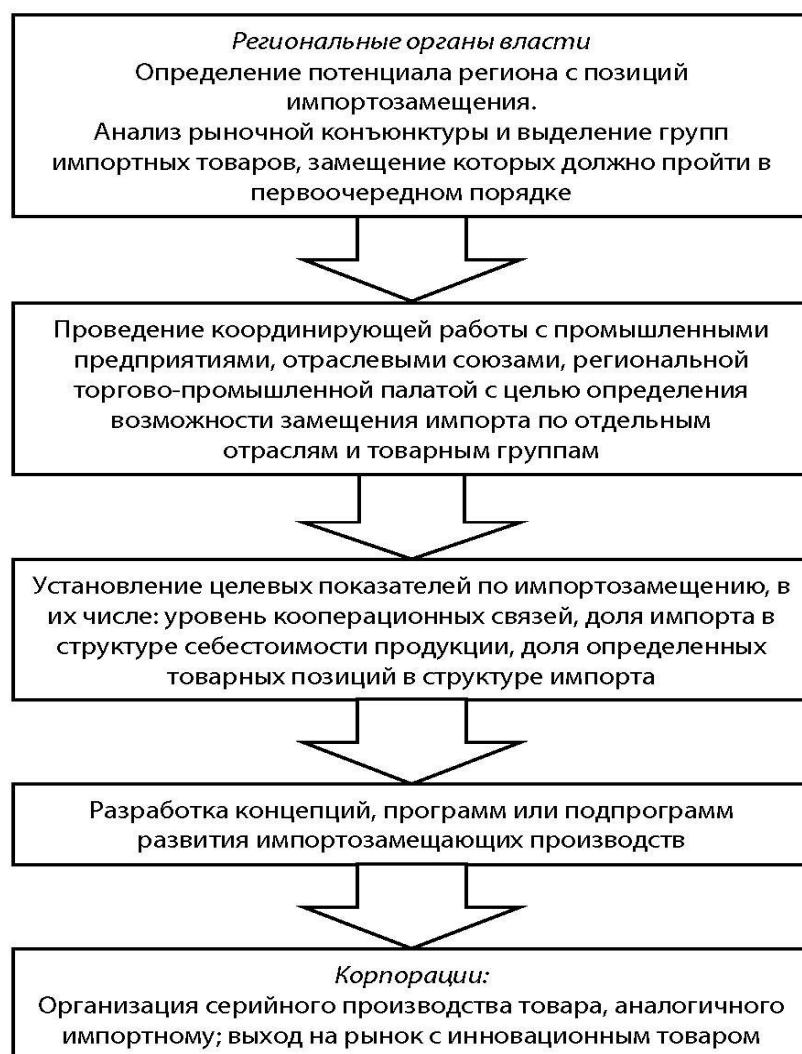 Региональные органы власти
Определение потенциала региона с позиций
импортозамещения.
Анализ рыночной конъюнктуры и выделение групп
импортных товаров, замещение которых должно пройти в
первоочередном порядке
Проведение координирующей работы с промышленными
предприятиями, отраслевыми союзами, региональной
торгово-промышленной палатой с целью определения
возможности замещения импорта по отдельным
отраслям и товарным группам
Установление целевых показателей по импортозамещению, в
их числе: уровень кооперационных связей, доля импорта в
структуре себестоимости продукции, доля определенных
товарных позиций в структуре импорта
Разработка концепций, программ или подпрограмм
развития импортозамещающих производств
Корпорации:
Организация серийного производства товара, аналогичного
импортному; выход на рынок с инновационным товаром